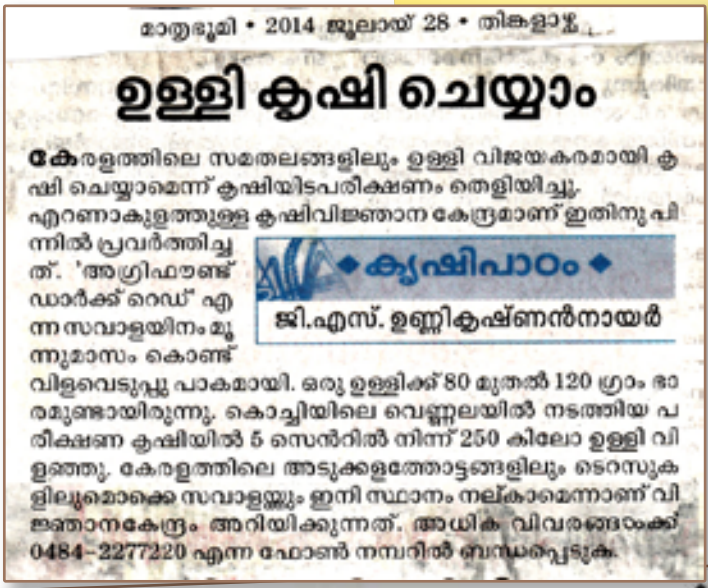 മാതൃഭൂമി • 2014 ജൂലായ് 28 • തിങ്കളാഴ്ച
ഉള്ളി കൃഷി ചെയ്യാം
കേരളത്തിലെ സമതലങ്ങളിലും ഉള്ളി വിജയകരമായി കൃ
ഷി ചെയ്യാമെന്ന് കൃഷിയിടപരീക്ഷണം തെളിയിച്ചു.
എറണാകുളത്തുള്ള കൃഷിവിജ്ഞാന കേന്ദ്രമാണ് ഇതിനു പി
ന്നിൽ പ്രവർത്തിച്ച
ത്. 'അഗ്രിഫൗണ്ട്
ഡാർക്ക് റെഡ്' എ
ന്ന സവാളയിനം മൂ
ന്നുമാസം കൊണ്ട്
◆ കൃഷിപാഠം ◆
ജി.എസ്. ഉണ്ണികൃഷ്ണൻനായർ
വിളവെടുപ്പു പാകമായി. ഒരു ഉള്ളിക്ക് 80 മുതൽ 120 ഗ്രാം ഭാ
രമുണ്ടായിരുന്നു. കൊച്ചിയിലെ വെണ്ണലയിൽ നടത്തിയ പ
രീക്ഷണ കൃഷിയിൽ 5 സെൻറിൽ നിന്ന് 250 കിലോ ഉള്ളി വി
ളഞ്ഞു. കേരളത്തിലെ അടുക്കളത്തോട്ടങ്ങളിലും ടെറസുക
ളിലുമൊക്കെ സവാളയ്ക്കും ഇനി സ്ഥാനം നല്കാമെന്നാണ് വി
ജ്ഞാനകേന്ദ്രം അറിയിക്കുന്നത്. അധിക വിവരങ്ങൾക്ക്
0484-2277220 എന്ന ഫോൺ നമ്പറിൽ ബന്ധപ്പെടുക.